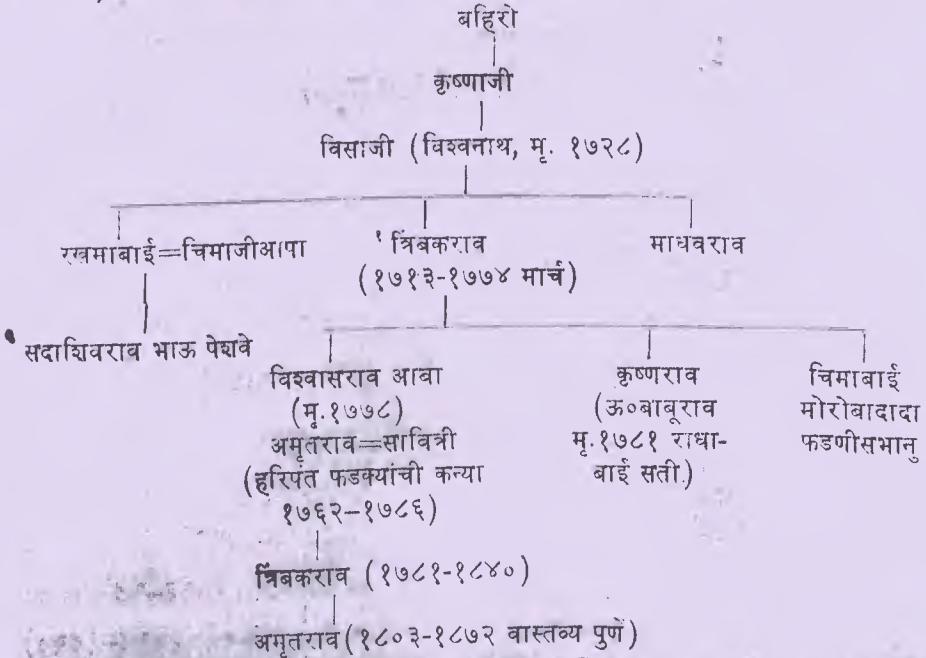 बहिरो
कृष्णाजी
विसाजी (विश्वनाथ, मृ. १७२८)
रखमाबाई=चिमाजीआपा
त्रिंबकराव
माधवराव
(१७१३-१७७४ मार्च)
सदाशिवराव भाऊ पेशवे
विश्वासराव आबा
कृष्णराव
चिमाबाई
(मृ.१७७८)
(ऊ०बाबूराव
मोरोबादादा
अमृतराव=सावित्री
मृ.१७८१ राधा-
फडणीसभानु
(हरिपंत फडक्यांची कन्या
बाई सती.)
१७६२-१७८६)
त्रिंबकराव (१७८१-१८४०)
अमृतराव (१८०३-१८७२ वास्तव्य पुणें)